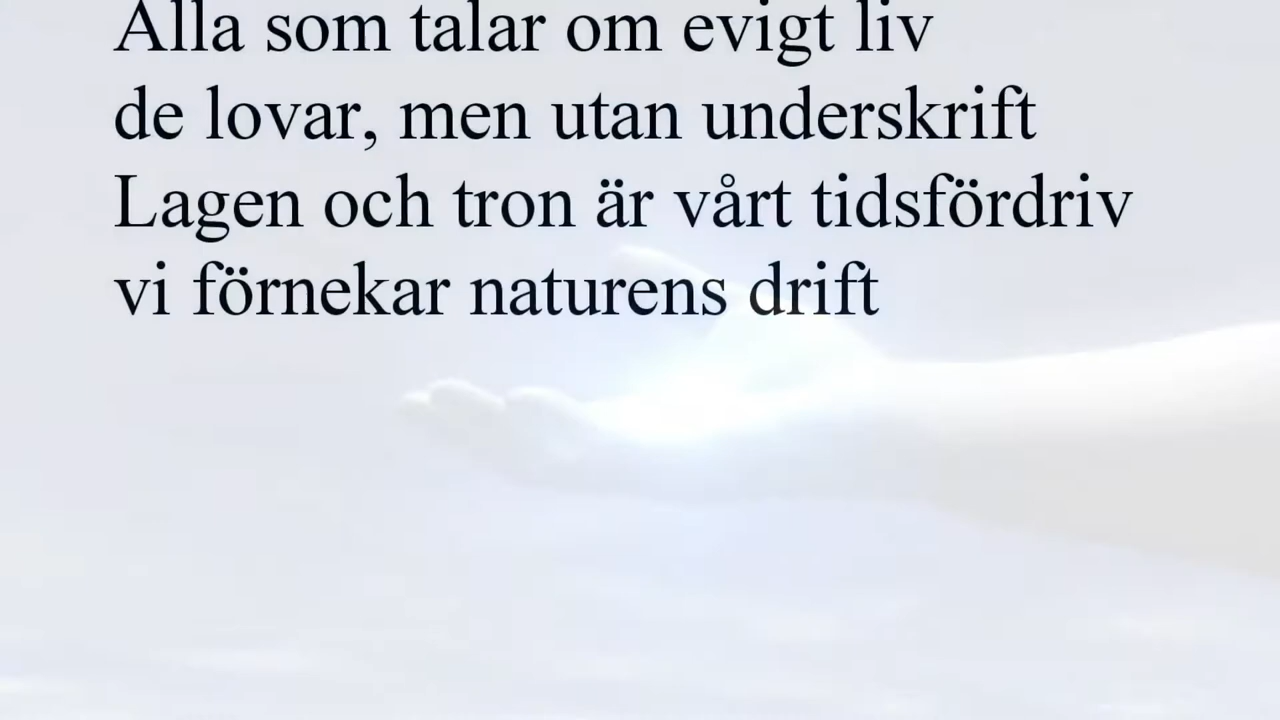 Alla som talar om evigt liv
de lovar, men utan underskrift
Lagen och tron är vårt tidsfördriv
vi förnekar naturens drift